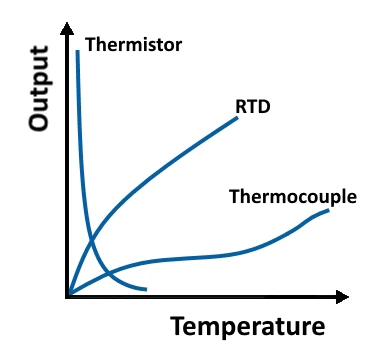 Thermistor
RTD
Thermocouple
Output
Temperature